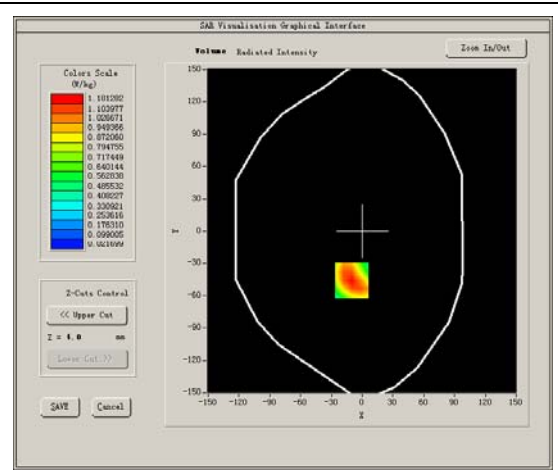 SAR Visualisation Graphical Interface
Volume Radiated Intensity
Zoom In/Out
Colors Scale
(W/kg)
1.181282
1.103977
1.026671
0.949366
0.872060
0.794755
0.717449
0.640144
0.562838
0.485532
0.408227
0.330921
0.253616
0.176310
0.099005
0.021699
150
120
90
60
30
0
-30
-60
-90
-120
-150
Y
-150 -120 -90 -60 -30 0 30 60 90 120 150
X
Z-Cuts Control
<< Upper Cut
Z = 4.0 mm
Lower Cut >>
SAVE
Cancel